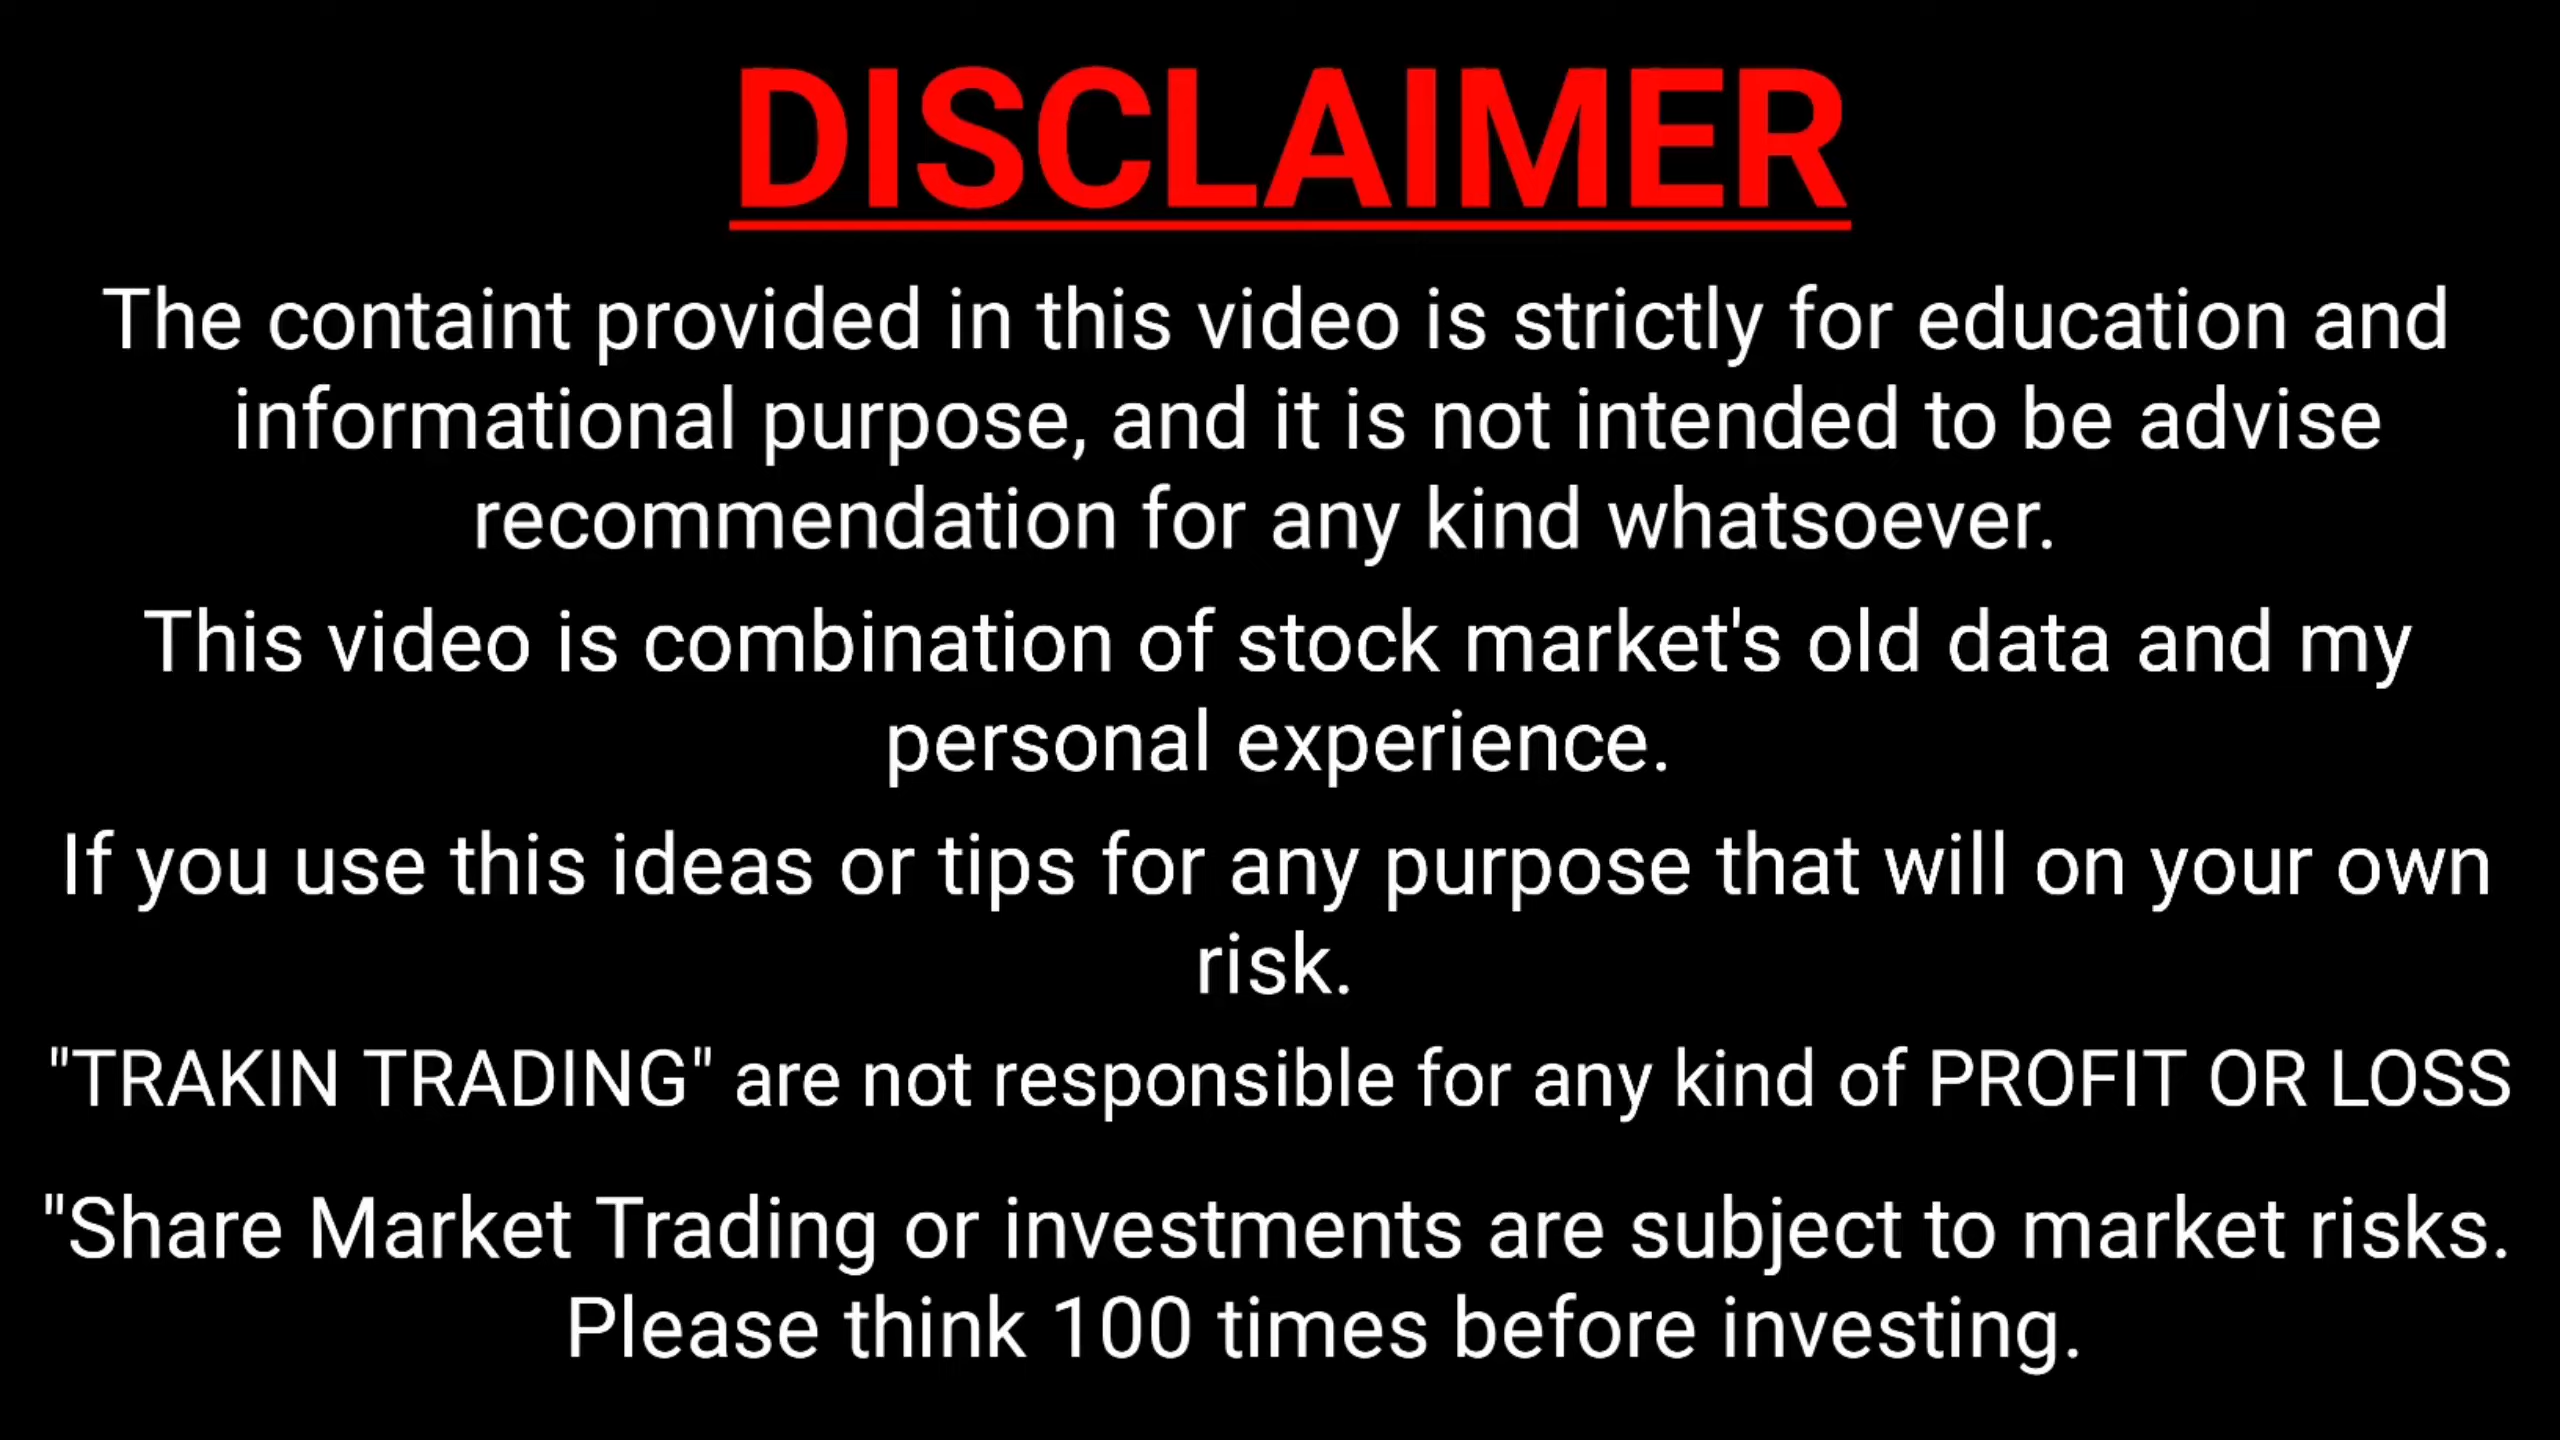 DISCLAIMER
The containt provided in this video is strictly for education and
informational purpose, and it is not intended to be advise
recommendation for any kind whatsoever.
This video is combination of stock market's old data and my
personal experience.
If you use this ideas or tips for any purpose that will on your own
risk.
"TRAKIN TRADING" are not responsible for any kind of PROFIT OR LOSS
"Share Market Trading or investments are subject to market risks.
Please think 100 times before investing.